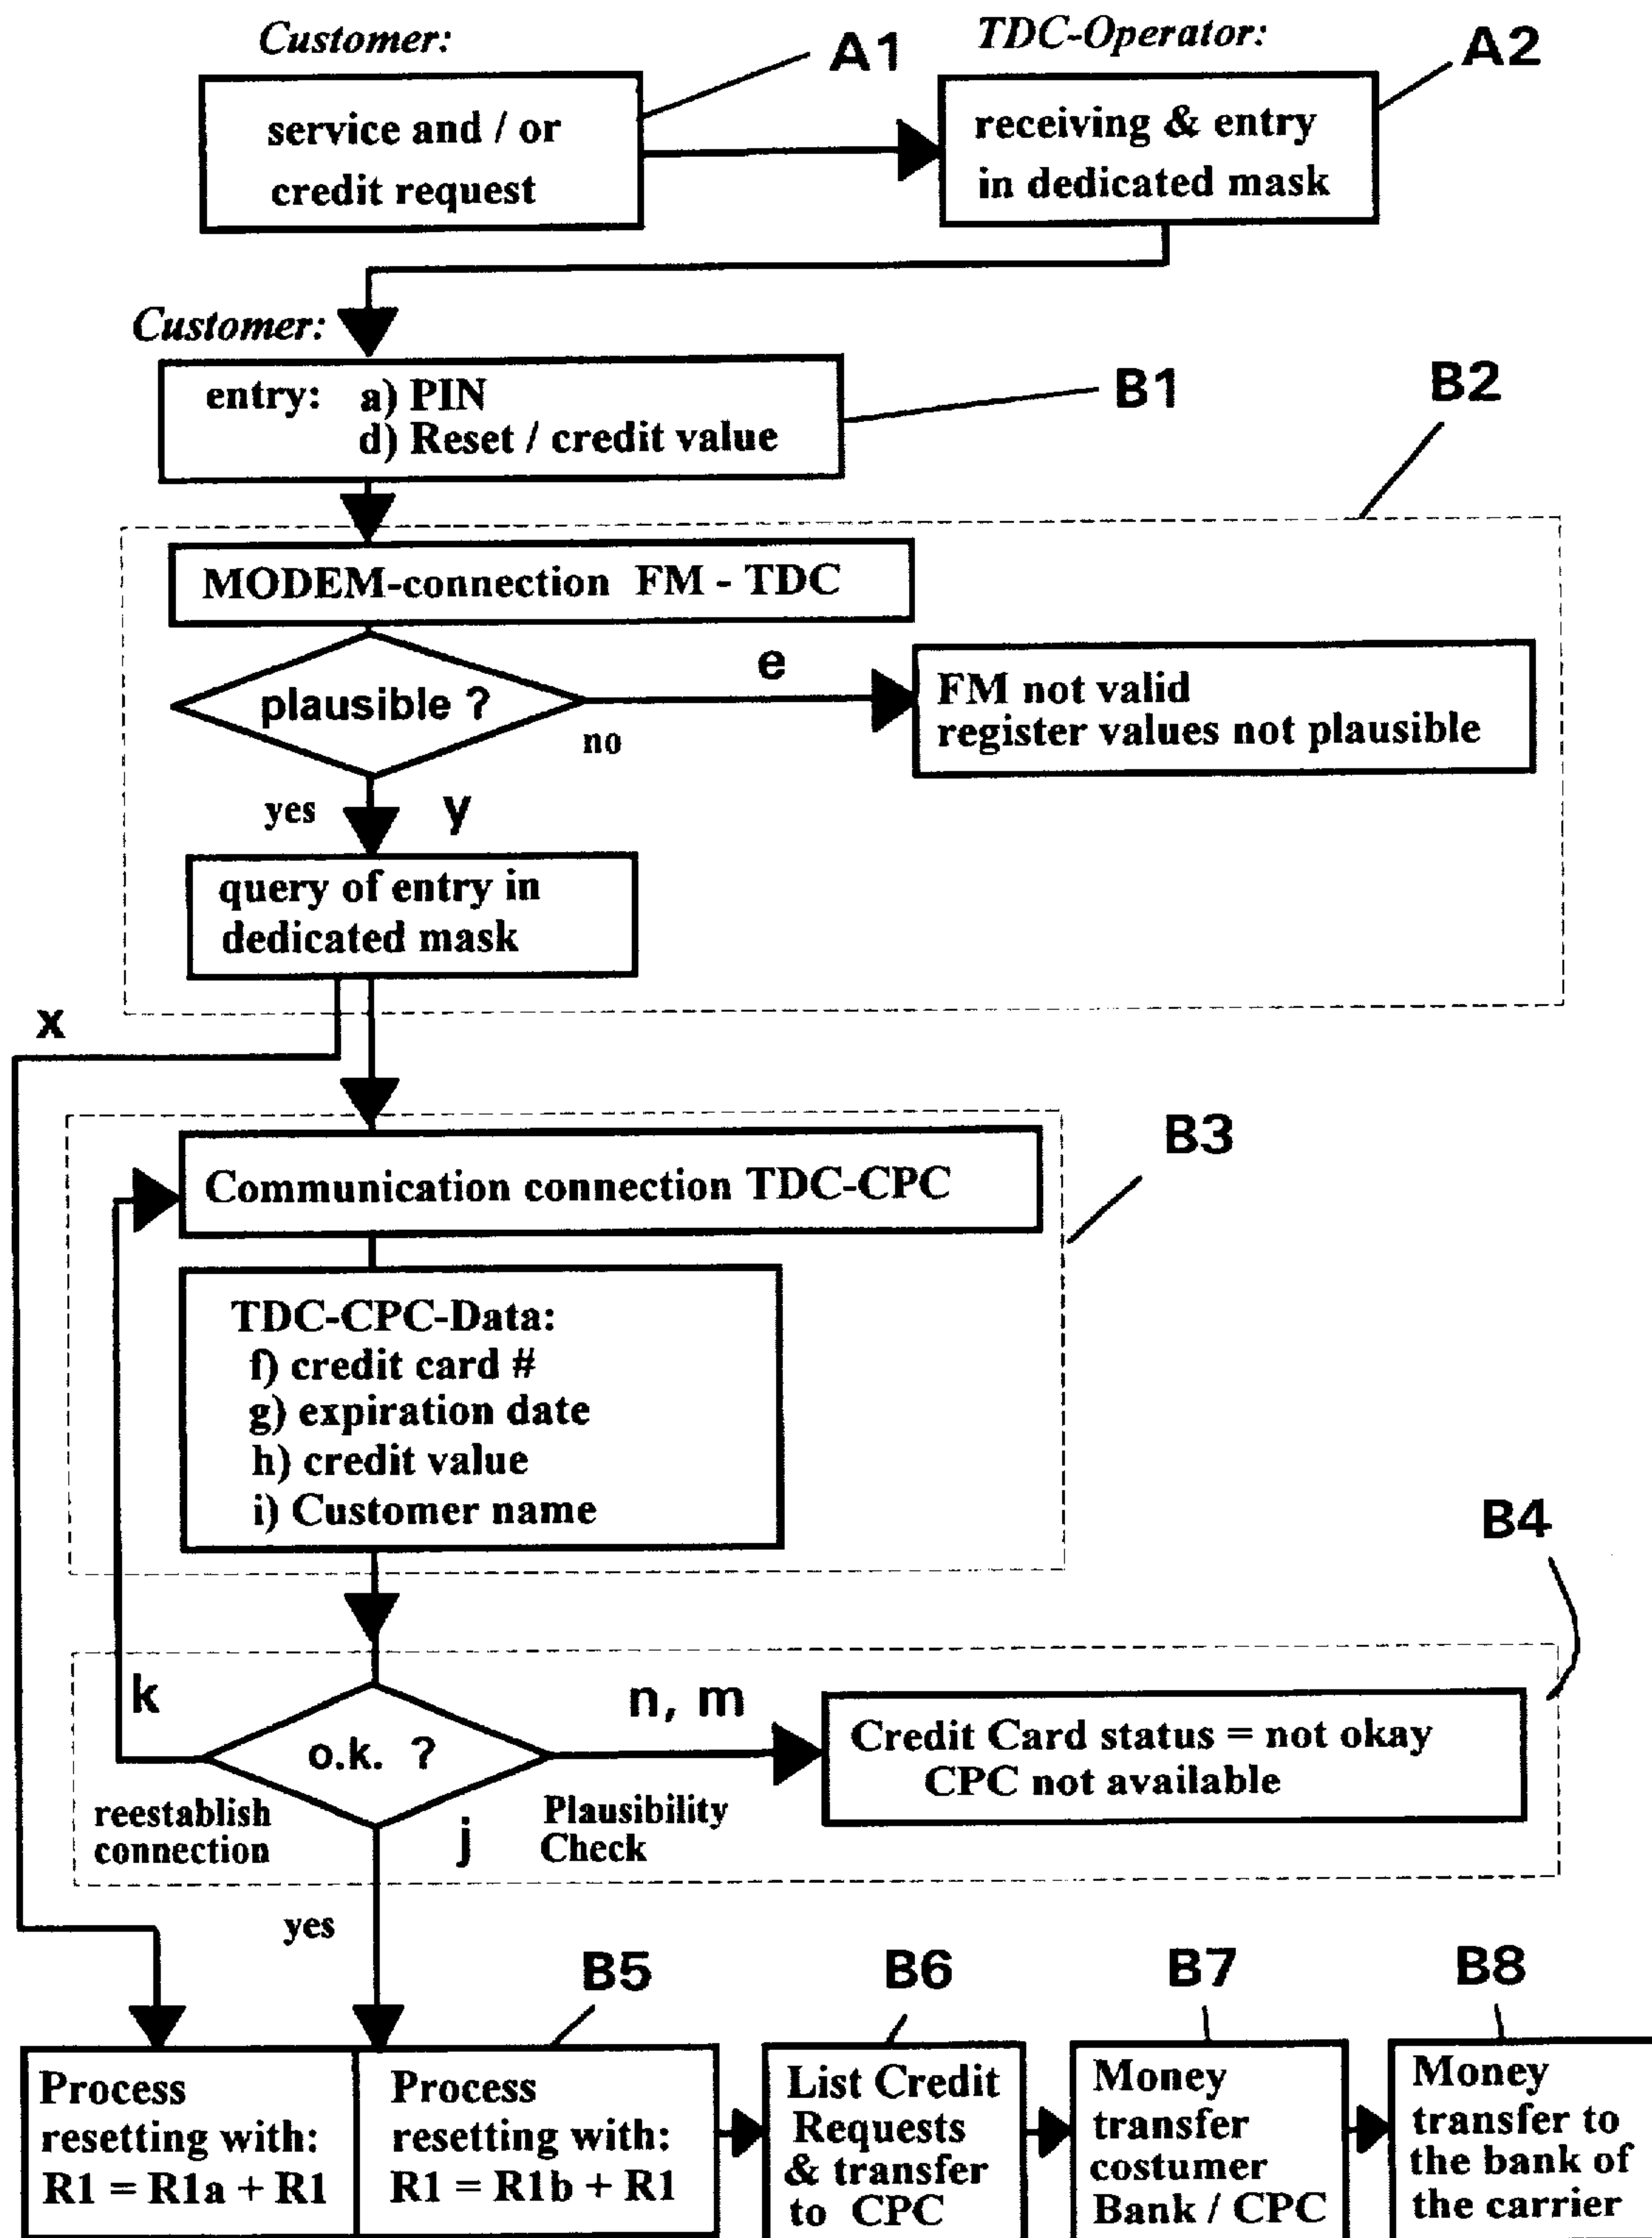 Customer:
A1
TDC-Operator:
A2
service and / or
credit request
receiving & entry
in dedicated mask
Customer:
entry: a) PIN
d) Reset / credit value
B1
B2
MODEM-connection FM - TDC
plausible ?
e
no
FM not valid
register values not plausible
yes
y
query of entry in
dedicated mask
x
B3
Communication connection TDC-CPC
TDC-CPC-Data:
f) credit card #
g) expiration date
h) credit value
i) Customer name
B4
k
o.k. ?
n, m
Credit Card status = not okay
CPC not available
reestablish
connection
j
Plausibility
Check
yes
B5
B6
B7
B8
Process
resetting with:
R1 = R1a + R1
Process
resetting with:
R1 = R1b + R1
List Credit
Requests
& transfer
to CPC
Money
transfer
costumer
Bank / CPC
Money
transfer to
the bank of
the carrier